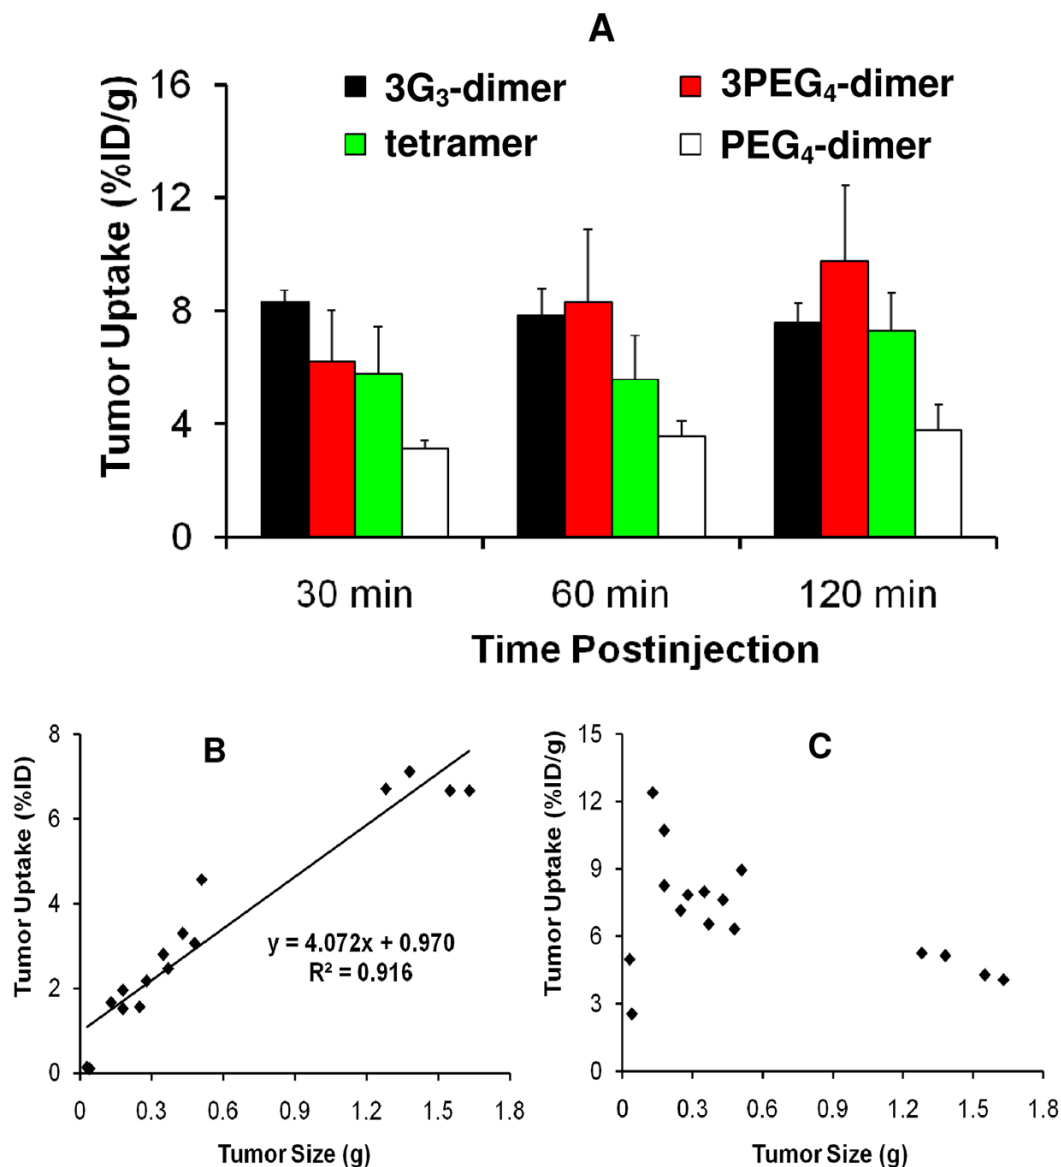 A
16
12
8
4
0
Tumor Uptake (%ID/g)
3G₃-dimer
3PEG₄-dimer
tetramer
PEG₄-dimer
30 min
60 min
120 min
Time Postinjection
B
8
6
4
2
0
Tumor Uptake (%ID)
y = 4.072x + 0.970
R² = 0.916
0
0.3
0.6
0.9
1.2
1.5
1.8
Tumor Size (g)
C
15
12
9
6
3
0
Tumor Uptake (%ID/g)
0
0.3
0.6
0.9
1.2
1.5
1.8
Tumor Size (g)